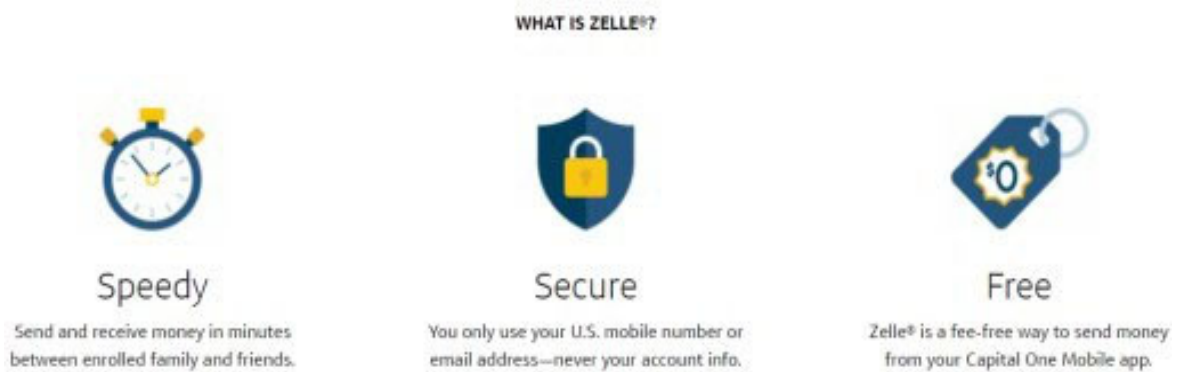 WHAT IS ZELLE®?
$0
Speedy
Send and receive money in minutes
between enrolled family and friends.
Secure
You only use your U.S. mobile number or
email address—never your account info.
Free
Zelle® is a fee-free way to send money
from your Capital One Mobile app.